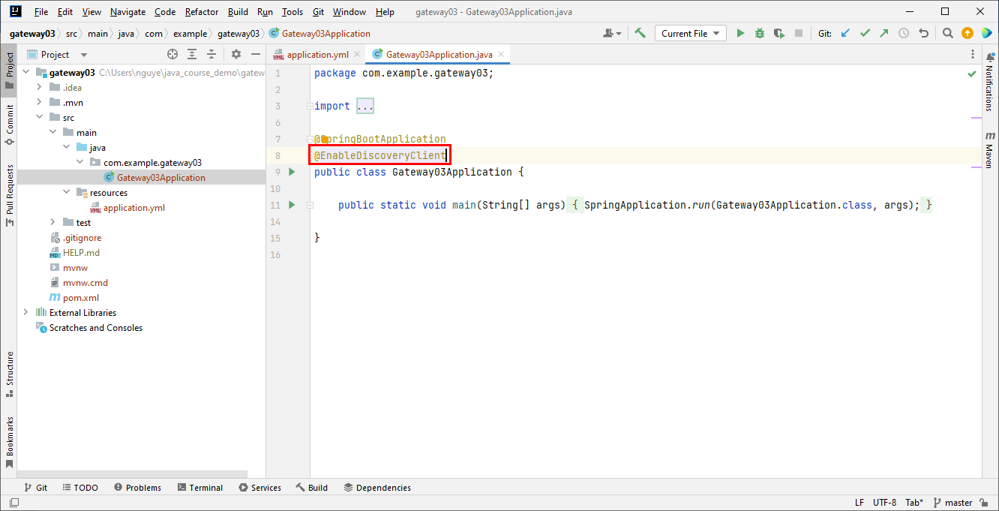 File Edit View Navigate Code Refactor Build Run Tools Git Window Help gateway03 - Gateway03Application.java
gateway03 src main java com example gateway03 Gateway03Application Current File Git:
Project
application.yml
Gateway03Application.java
Project
Commit
Pull Requests
Structure
Bookmarks
gateway03 C:\Users\nguye\java_course_demo\gatew
.idea
.mvn
src
main
java
com.example.gateway03
Gateway03Application
resources
application.yml
test
.gitignore
HELP.md
mvnw
mvnw.cmd
pom.xml
External Libraries
Scratches and Consoles
1 package com.example.gateway03;
2
3 import ...
6
7 @SpringBootApplication
8 @EnableDiscoveryClient
9 public class Gateway03Application {
10
11 public static void main(String[] args) { SpringApplication.run(Gateway03Application.class, args); }
14
15 }
16
Notifications
Maven
Git TODO Problems Terminal Services Build Dependencies
LF UTF-8 Tab* master